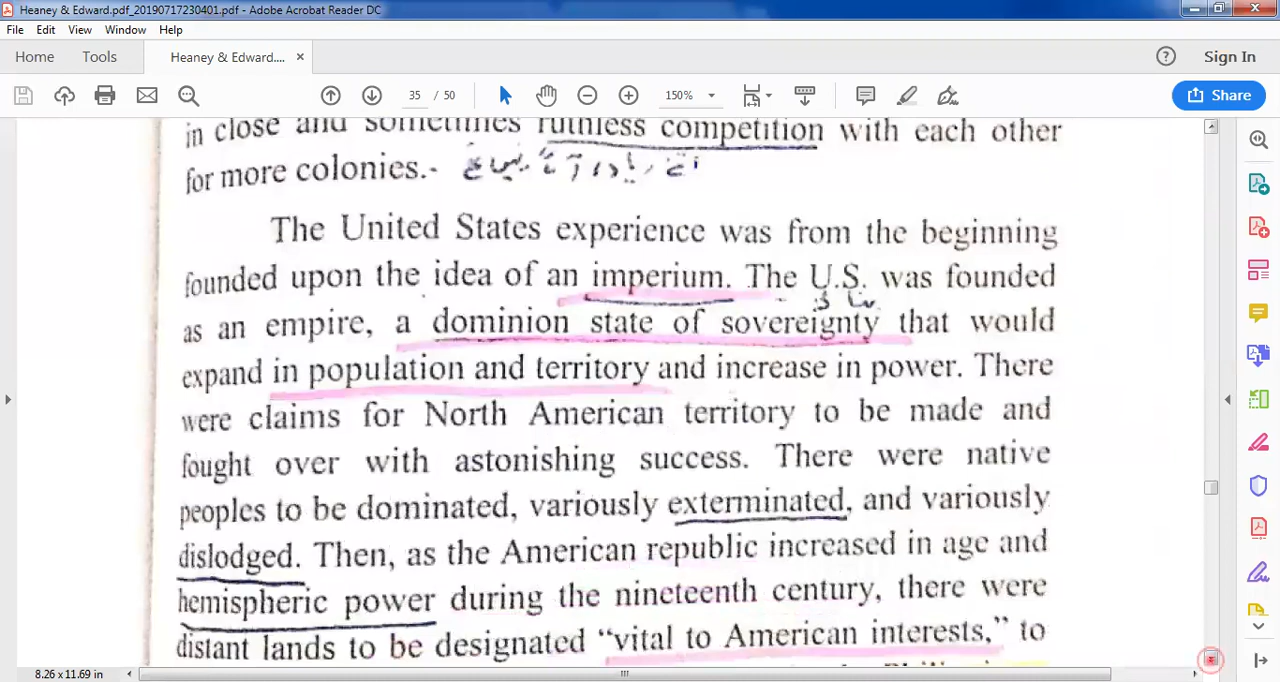 Heaney & Edward.pdf_20190717230401.pdf - Adobe Acrobat Reader DC
File Edit View Window Help
Home Tools Heaney & Edward.... × Sign In
35 / 50 150% Share
in close and sometimes ruthless competition with each other
for more colonies.
The United States experience was from the beginning
founded upon the idea of an imperium. The U.S. was founded
as an empire, a dominion state of sovereignty that would
expand in population and territory and increase in power. There
were claims for North American territory to be made and
fought over with astonishing success. There were native
peoples to be dominated, variously exterminated, and variously
dislodged. Then, as the American republic increased in age and
hemispheric power during the nineteenth century, there were
distant lands to be designated “vital to American interests,” to
8.26 x 11.69 in